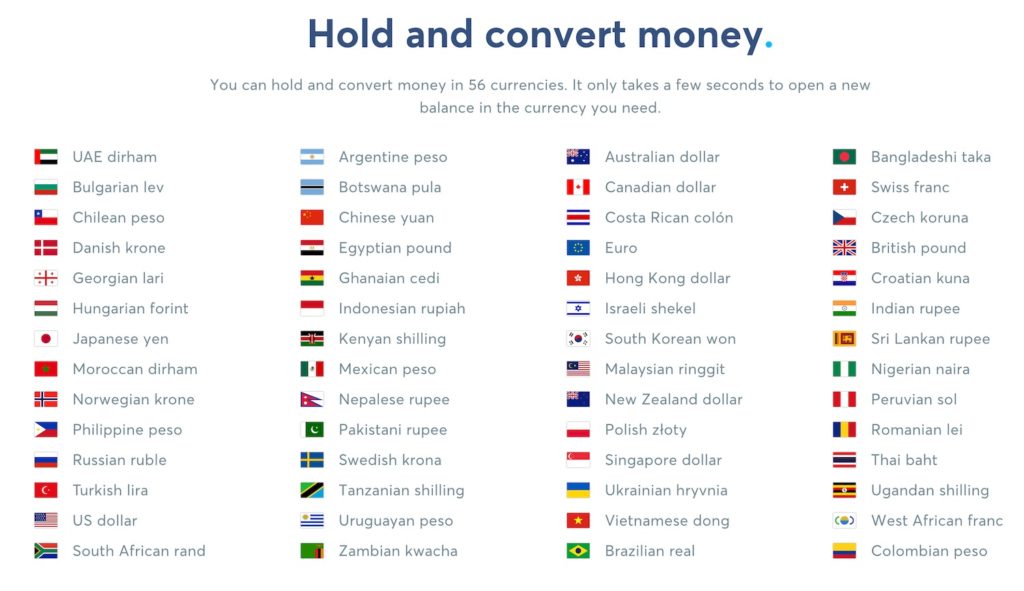 Hold and convert money.
You can hold and convert money in 56 currencies. It only takes a few seconds to open a new
balance in the currency you need.
UAE dirham
Argentine peso
Australian dollar
Bangladeshi taka
Bulgarian lev
Botswana pula
Canadian dollar
Swiss franc
Chilean peso
Chinese yuan
Costa Rican colón
Czech koruna
Danish krone
Egyptian pound
Euro
British pound
Georgian lari
Ghanaian cedi
Hong Kong dollar
Croatian kuna
Hungarian forint
Indonesian rupiah
Israeli shekel
Indian rupee
Japanese yen
Kenyan shilling
South Korean won
Sri Lankan rupee
Moroccan dirham
Mexican peso
Malaysian ringgit
Nigerian naira
Norwegian krone
Nepalese rupee
New Zealand dollar
Peruvian sol
Philippine peso
Pakistani rupee
Polish złoty
Romanian lei
Russian ruble
Swedish krona
Singapore dollar
Thai baht
Turkish lira
Tanzanian shilling
Ukrainian hryvnia
Ugandan shilling
US dollar
Uruguayan peso
Vietnamese dong
West African franc
South African rand
Zambian kwacha
Brazilian real
Colombian peso